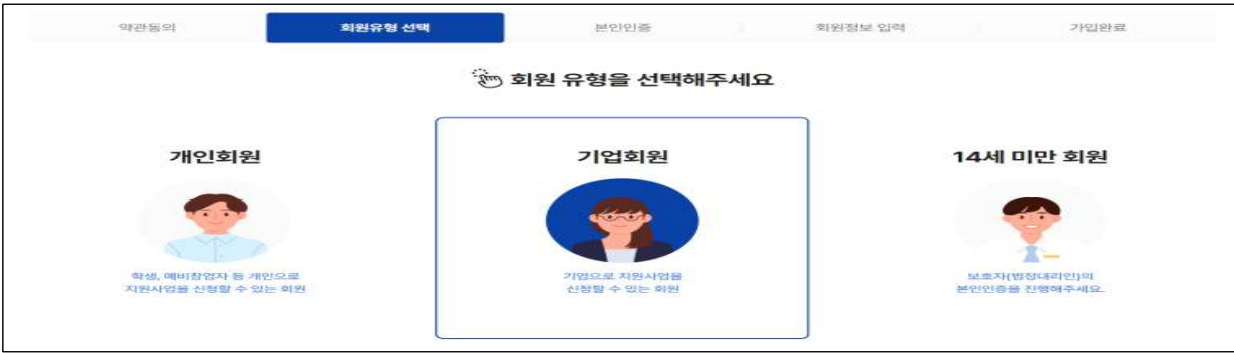 약관동의
회원유형 선택
본인인증
회원정보 입력
가입완료
회원 유형을 선택해주세요
개인회원
학생, 예비창업자 등 개인으로
지원사업을 신청할 수 있는 회원
기업회원
기업으로 지원사업을
신청할 수 있는 회원
14세 미만 회원
보호자(법정대리인)의
본인인증을 진행해주세요.